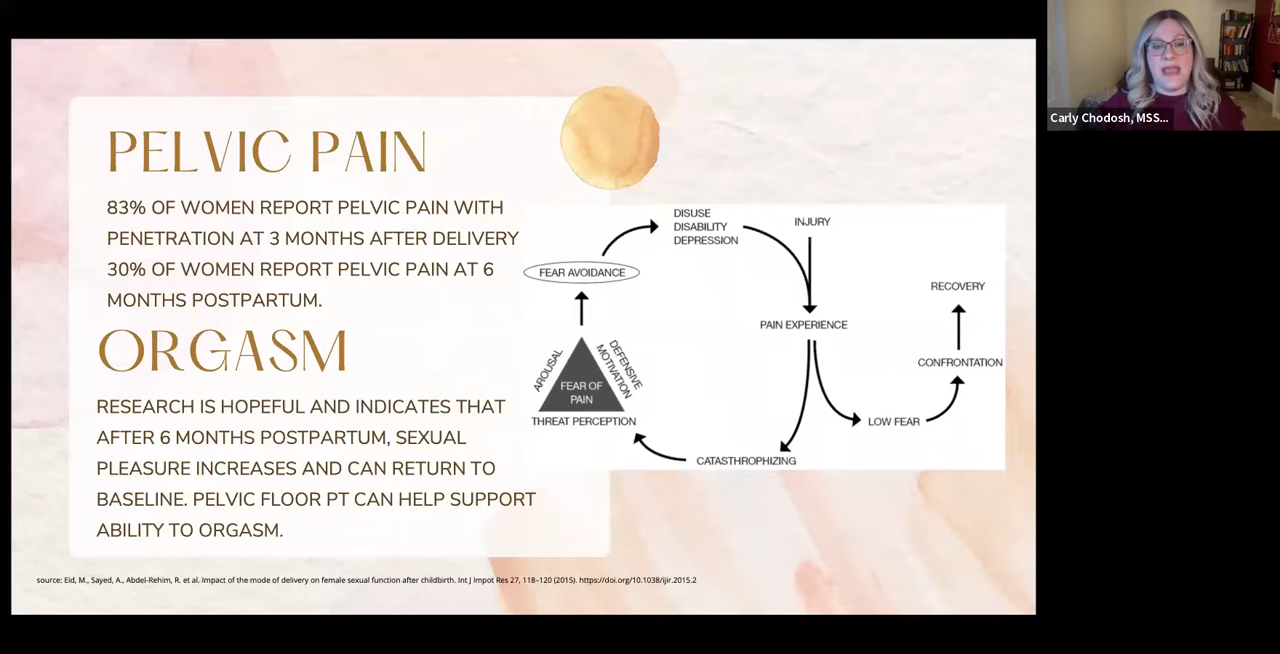 PELVIC PAIN
83% OF WOMEN REPORT PELVIC PAIN WITH
PENETRATION AT 3 MONTHS AFTER DELIVERY
30% OF WOMEN REPORT PELVIC PAIN AT 6
MONTHS POSTPARTUM.
ORGASM
RESEARCH IS HOPEFUL AND INDICATES THAT
AFTER 6 MONTHS POSTPARTUM, SEXUAL
PLEASURE INCREASES AND CAN RETURN TO
BASELINE. PELVIC FLOOR PT CAN HELP SUPPORT
ABILITY TO ORGASM.
DISUSE
DISABILITY
DEPRESSION
INJURY
FEAR AVOIDANCE
RECOVERY
PAIN EXPERIENCE
AROUSAL
DEFENSIVE
MOTIVATION
FEAR OF
PAIN
THREAT PERCEPTION
CONFRONTATION
LOW FEAR
CATASTROPHIZING
source: Eid, M., Sayed, A., Abdel-Rehim, R. et al. Impact of the mode of delivery on female sexual function after childbirth. Int J Impot Res 27, 118–120 (2015). https://doi.org/10.1038/ijir.2015.2
Carly Chodosh, MSS...